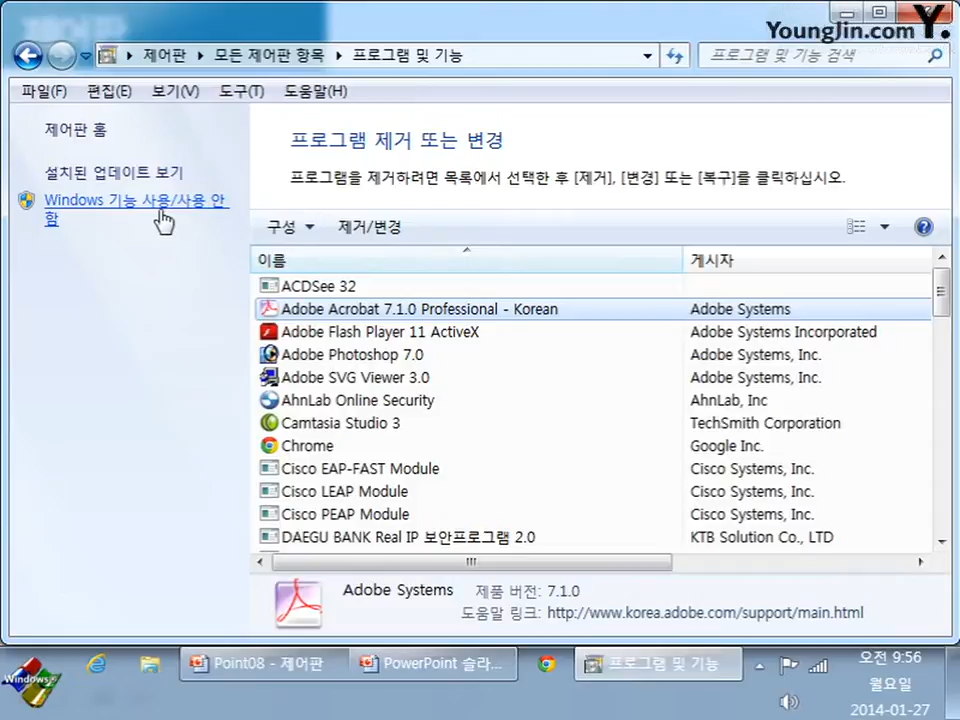 YoungJin.com Y.
제어판 모든 제어판 항목 프로그램 및 기능
프로그램 및 기능 검색
파일(F) 편집(E) 보기(V) 도구(T) 도움말(H)
제어판 홈
설치된 업데이트 보기
Windows 기능 사용/사용 안
함
프로그램 제거 또는 변경
프로그램을 제거하려면 목록에서 선택한 후 [제거], [변경] 또는 [복구]를 클릭하십시오.
구성 제거/변경
이름 게시자
ACDSee 32
Adobe Acrobat 7.1.0 Professional - Korean Adobe Systems
Adobe Flash Player 11 ActiveX Adobe Systems Incorporated
Adobe Photoshop 7.0 Adobe Systems, Inc.
Adobe SVG Viewer 3.0 Adobe Systems, Inc.
AhnLab Online Security AhnLab, Inc
Camtasia Studio 3 TechSmith Corporation
Chrome Google Inc.
Cisco EAP-FAST Module Cisco Systems, Inc.
Cisco LEAP Module Cisco Systems, Inc.
Cisco PEAP Module Cisco Systems, Inc.
DAEGU BANK Real IP 보안프로그램 2.0 KTB Solution Co., LTD
Adobe Systems 제품 버전: 7.1.0
도움말 링크: http://www.korea.adobe.com/support/main.html
Windows
Point08 - 제어판
PowerPoint 슬라...
프로그램 및 기능
오전 9:56
월요일
2014-01-27